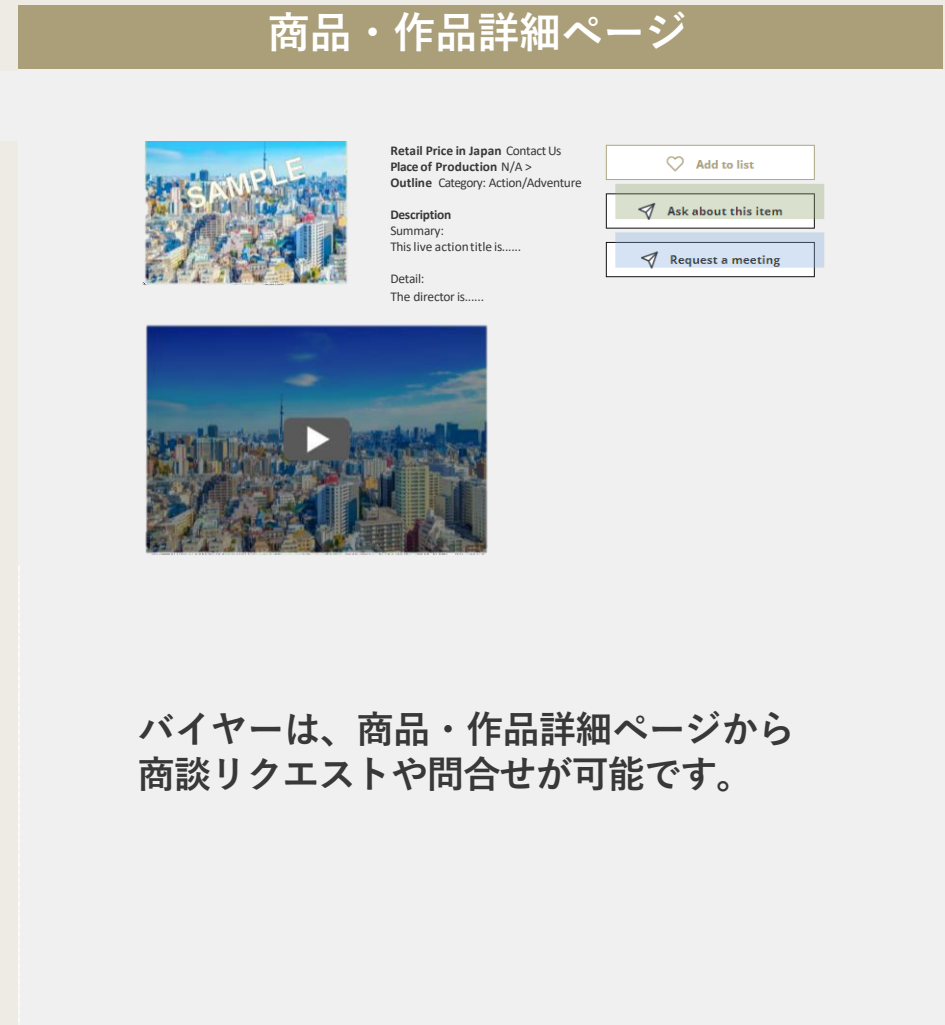 商品・作品詳細ページ
SAMPLE
Retail Price in Japan Contact Us
Place of Production N/A >
Outline Category: Action/Adventure
Description
Summary:
This live action title is......
Detail:
The director is......
Add to list
Ask about this item
Request a meeting
バイヤーは、商品・作品詳細ページから
商談リクエストや問合せが可能です。